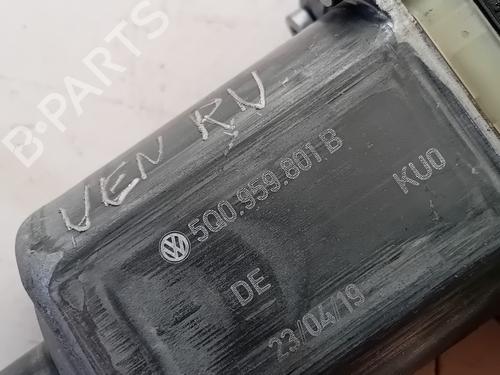 B-PARTS
VEN RN
5Q0.959.801.B
KU0
DE
23/04/19